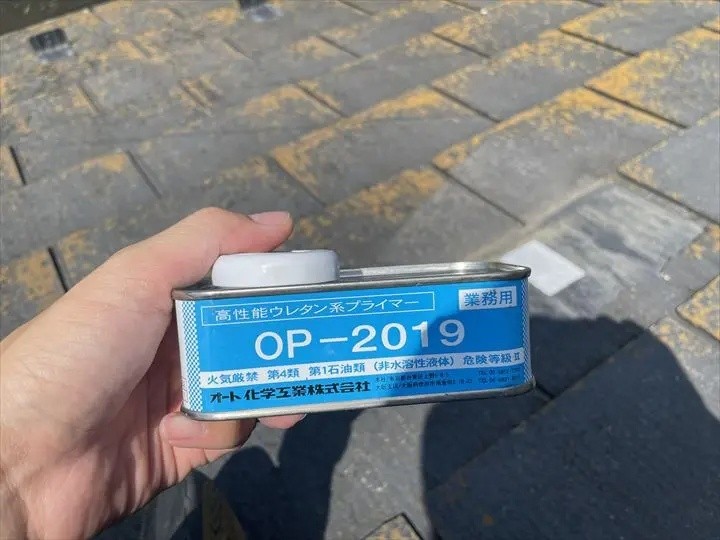 高性能ウレタン系プライマー
業務用
OP-2019
火気厳禁 第4類 第1石油類 (非水溶性液体) 危険等級Ⅱ
オート化学工業株式会社